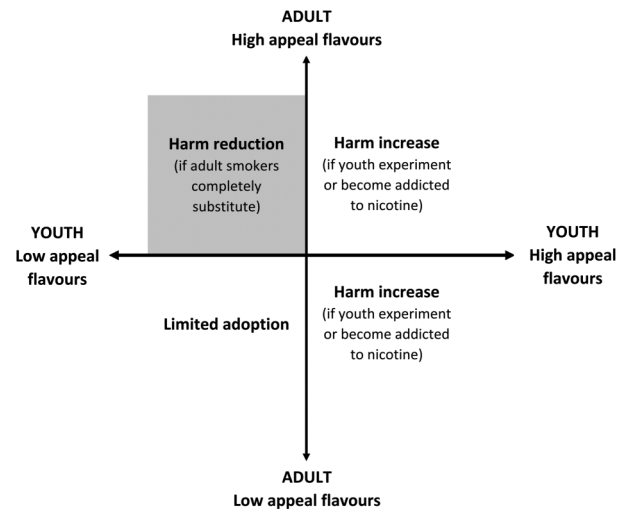 ADULT
High appeal flavours
Harm reduction
(if adult smokers
completely
substitute)
Harm increase
(if youth experiment
or become addicted
to nicotine)
YOUTH
Low appeal
flavours
YOUTH
High appeal
flavours
Limited adoption
Harm increase
(if youth experiment
or become addicted
to nicotine)
ADULT
Low appeal flavours